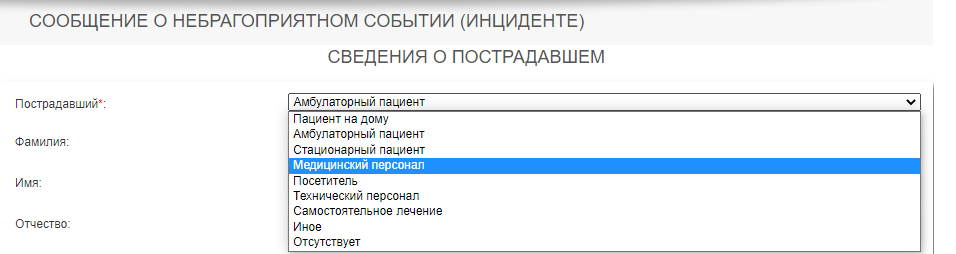 СООБЩЕНИЕ О НЕБРАГОПРИЯТНОМ СОБЫТИИ (ИНЦИДЕНТЕ)
СВЕДЕНИЯ О ПОСТРАДАВШЕМ
Пострадавший*:
Амбулаторный пациент
Пациент на дому
Амбулаторный пациент
Стационарный пациент
Медицинский персонал
Посетитель
Технический персонал
Самостоятельное лечение
Иное
Отсутствует
Фамилия:
Имя:
Отчество: